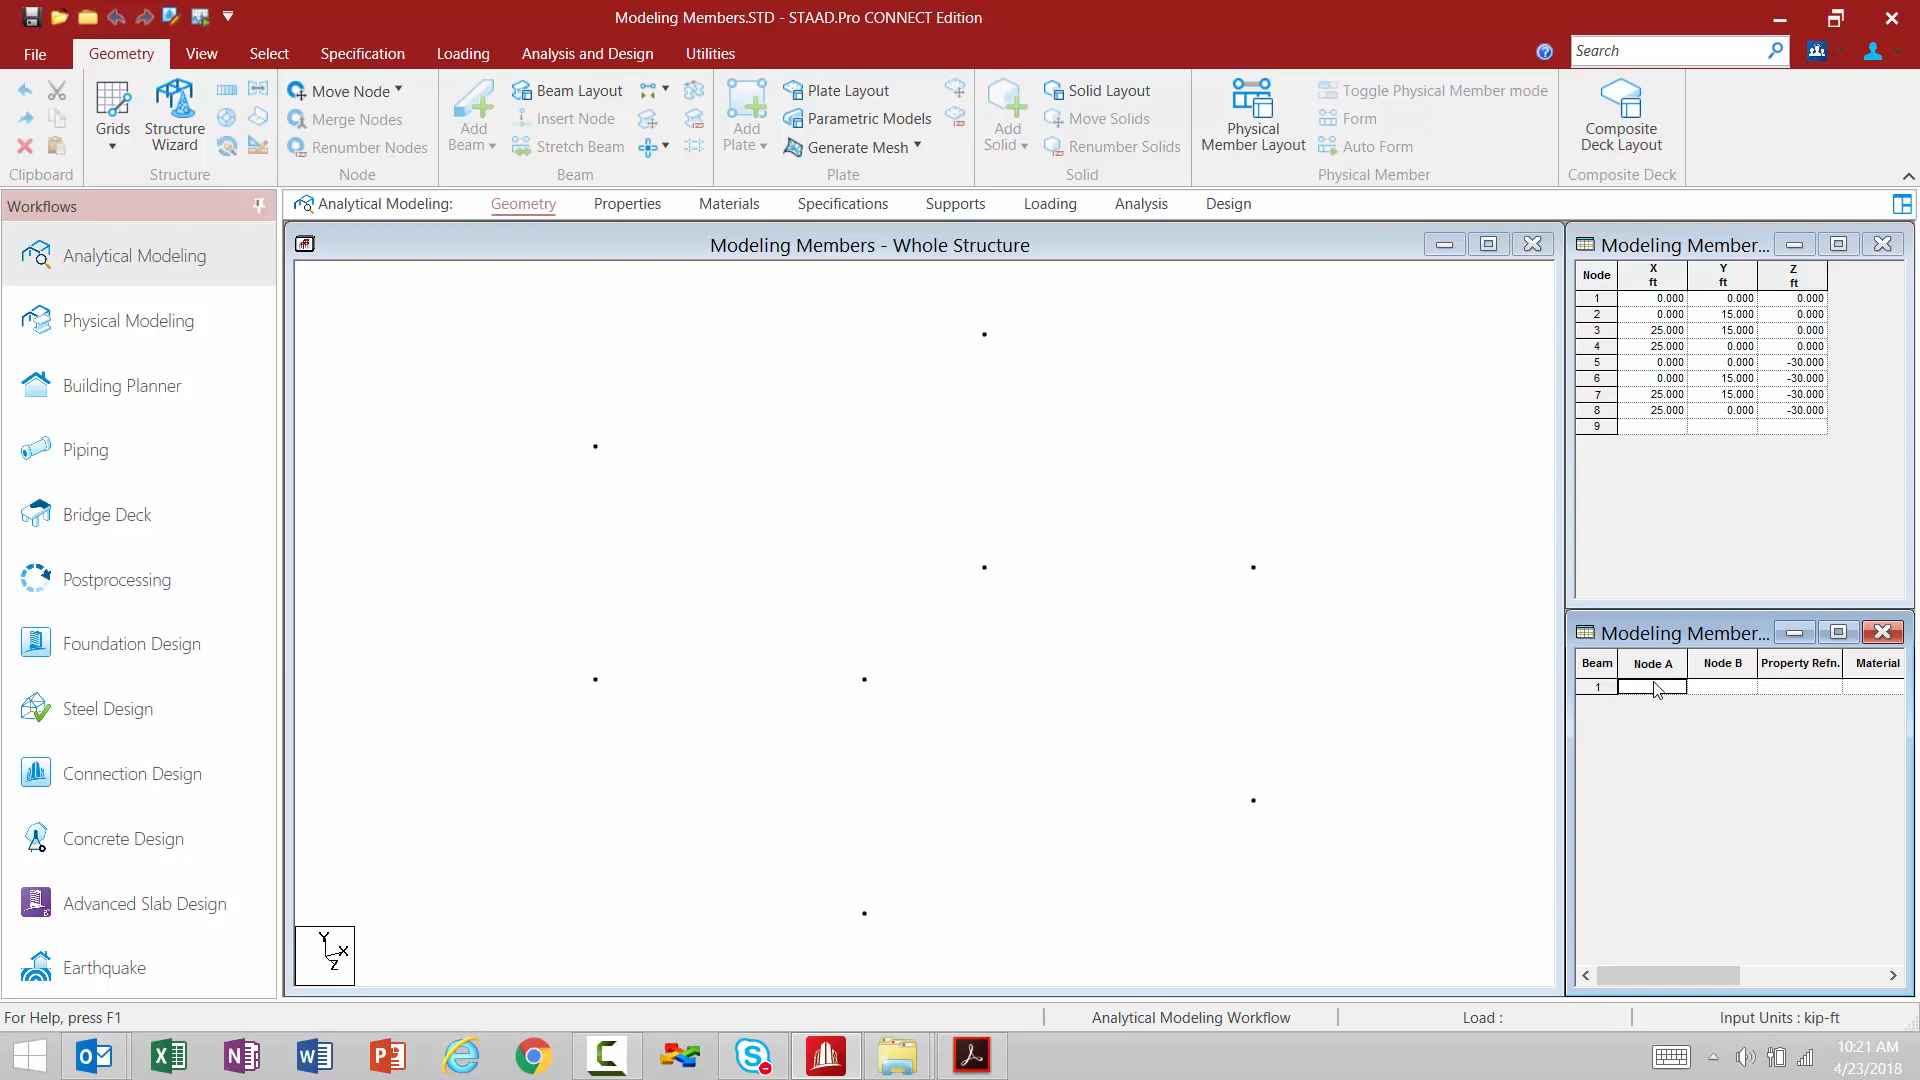 Modeling Members.STD - STAAD.Pro CONNECT Edition
File Geometry View Select Specification Loading Analysis and Design Utilities Search
Move Node Beam Layout Plate Layout Solid Layout Toggle Physical Member mode
Merge Nodes Insert Node Parametric Models Move Solids Form
Renumber Nodes Stretch Beam Generate Mesh Renumber Solids Auto Form
Grids Structure Wizard Add Beam Add Plate Add Solid Physical Member Layout Composite Deck Layout
Clipboard Structure Node Beam Plate Solid Physical Member Composite Deck
Workflows
Analytical Modeling: Geometry Properties Materials Specifications Supports Loading Analysis Design
Analytical Modeling
Physical Modeling
Building Planner
Piping
Bridge Deck
Postprocessing
Foundation Design
Steel Design
Connection Design
Concrete Design
Advanced Slab Design
Earthquake
Modeling Members - Whole Structure
Y
X
Z
Modeling Member...
Node X ft Y ft Z ft
1 0.000 0.000 0.000
2 0.000 15.000 0.000
3 25.000 15.000 0.000
4 25.000 0.000 0.000
5 0.000 0.000 -30.000
6 0.000 15.000 -30.000
7 25.000 15.000 -30.000
8 25.000 0.000 -30.000
9
Modeling Member...
Beam Node A Node B Property Refn. Material
1
For Help, press F1 Analytical Modeling Workflow Load : Input Units : kip-ft
10:21 AM
4/23/2018